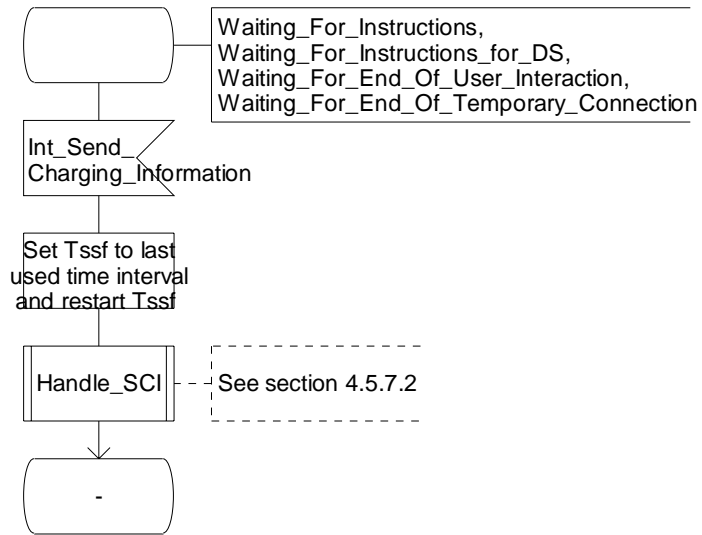 Waiting_For_Instructions,
Waiting_For_Instructions_for_DS,
Waiting_For_End_Of_User_Interaction,
Waiting_For_End_Of_Temporary_Connection
Int_Send_
Charging_Information
Set Tssf to last
used time interval
and restart Tssf
Handle_SCI
See section 4.5.7.2
-